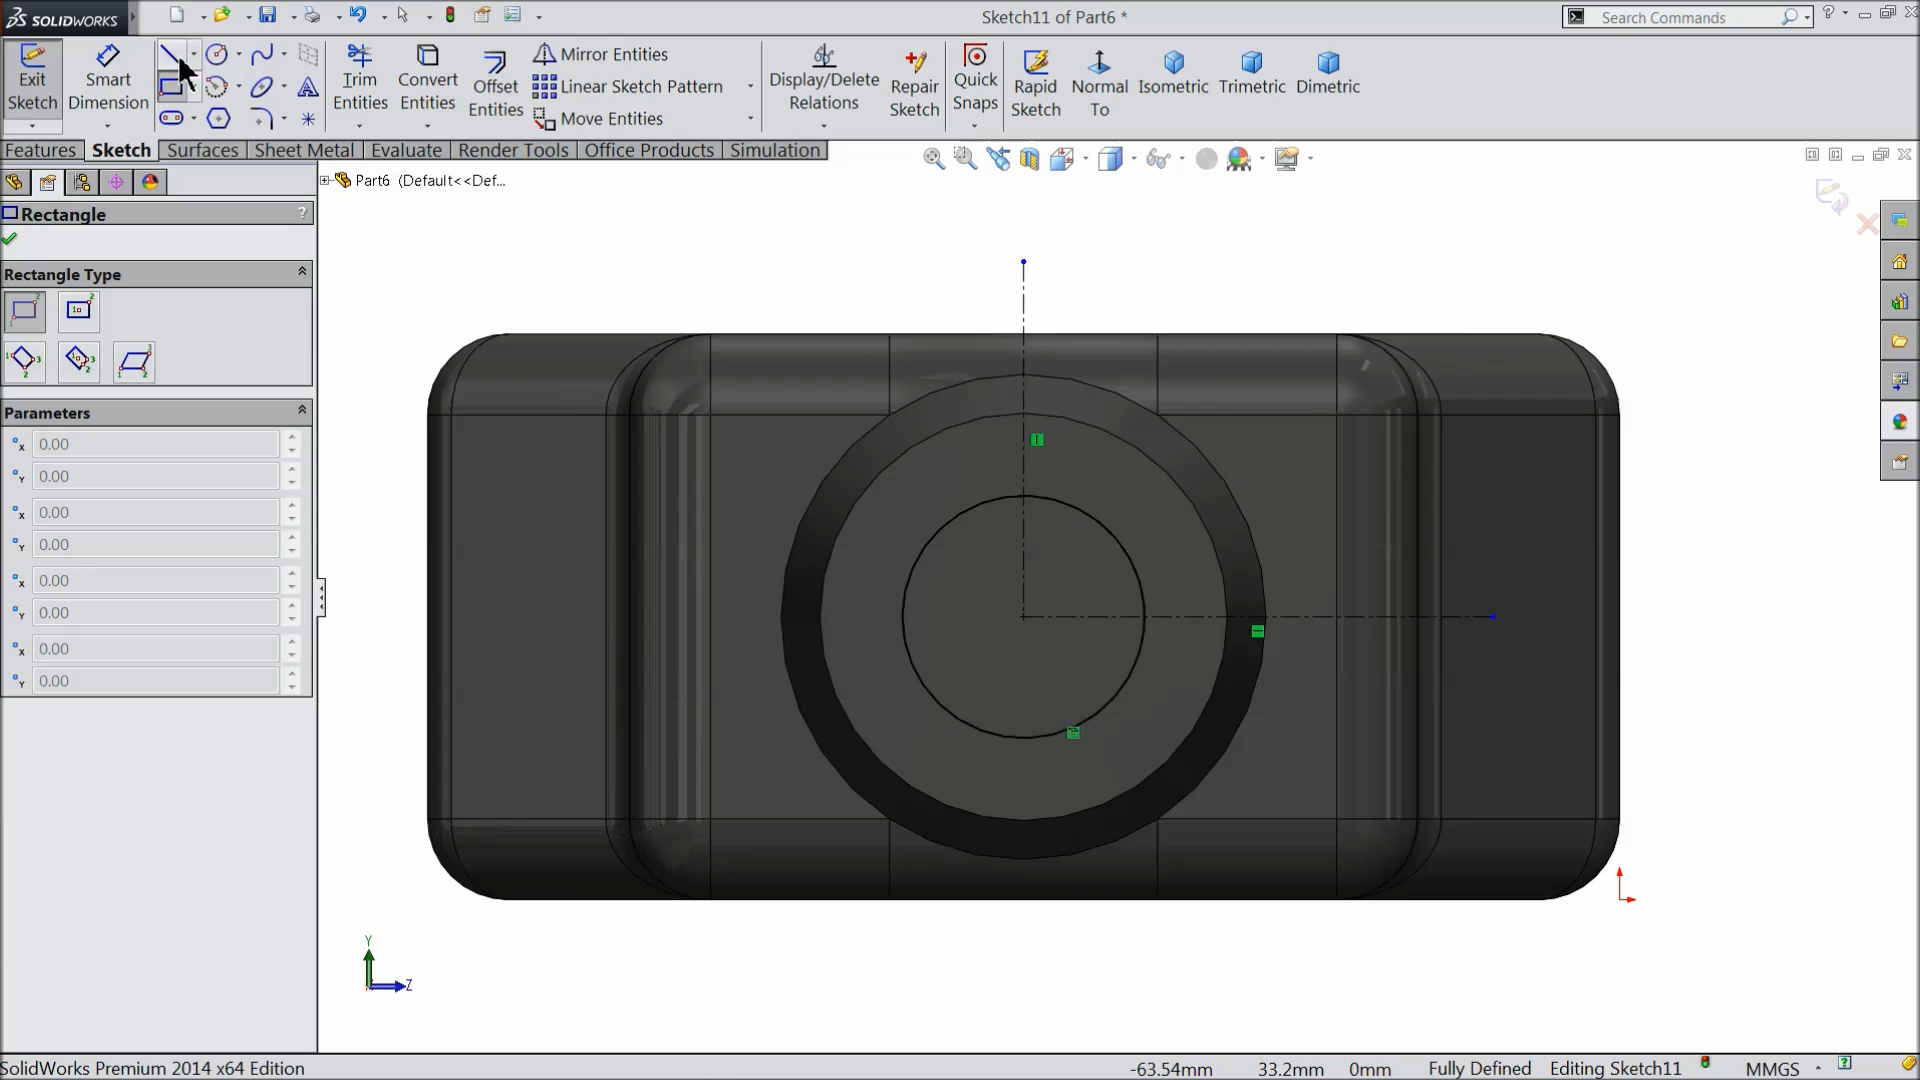 SOLIDWORKS
Sketch11 of Part6 *
Search Commands
Exit Sketch
Smart Dimension
Trim Entities
Convert Entities
Offset Entities
Mirror Entities
Linear Sketch Pattern
Move Entities
Display/Delete Relations
Repair Sketch
Quick Snaps
Rapid Sketch
Normal To
Isometric
Trimetric
Dimetric
Features
Sketch
Surfaces
Sheet Metal
Evaluate
Render Tools
Office Products
Simulation
Part6 (Default<<Def...
Rectangle
?
Rectangle Type
Parameters
x 0.00
Y 0.00
x 0.00
Y 0.00
x 0.00
Y 0.00
x 0.00
Y 0.00
Y
Z
SolidWorks Premium 2014 x64 Edition
-63.54mm
33.2mm
0mm
Fully Defined
Editing Sketch11
MMGS